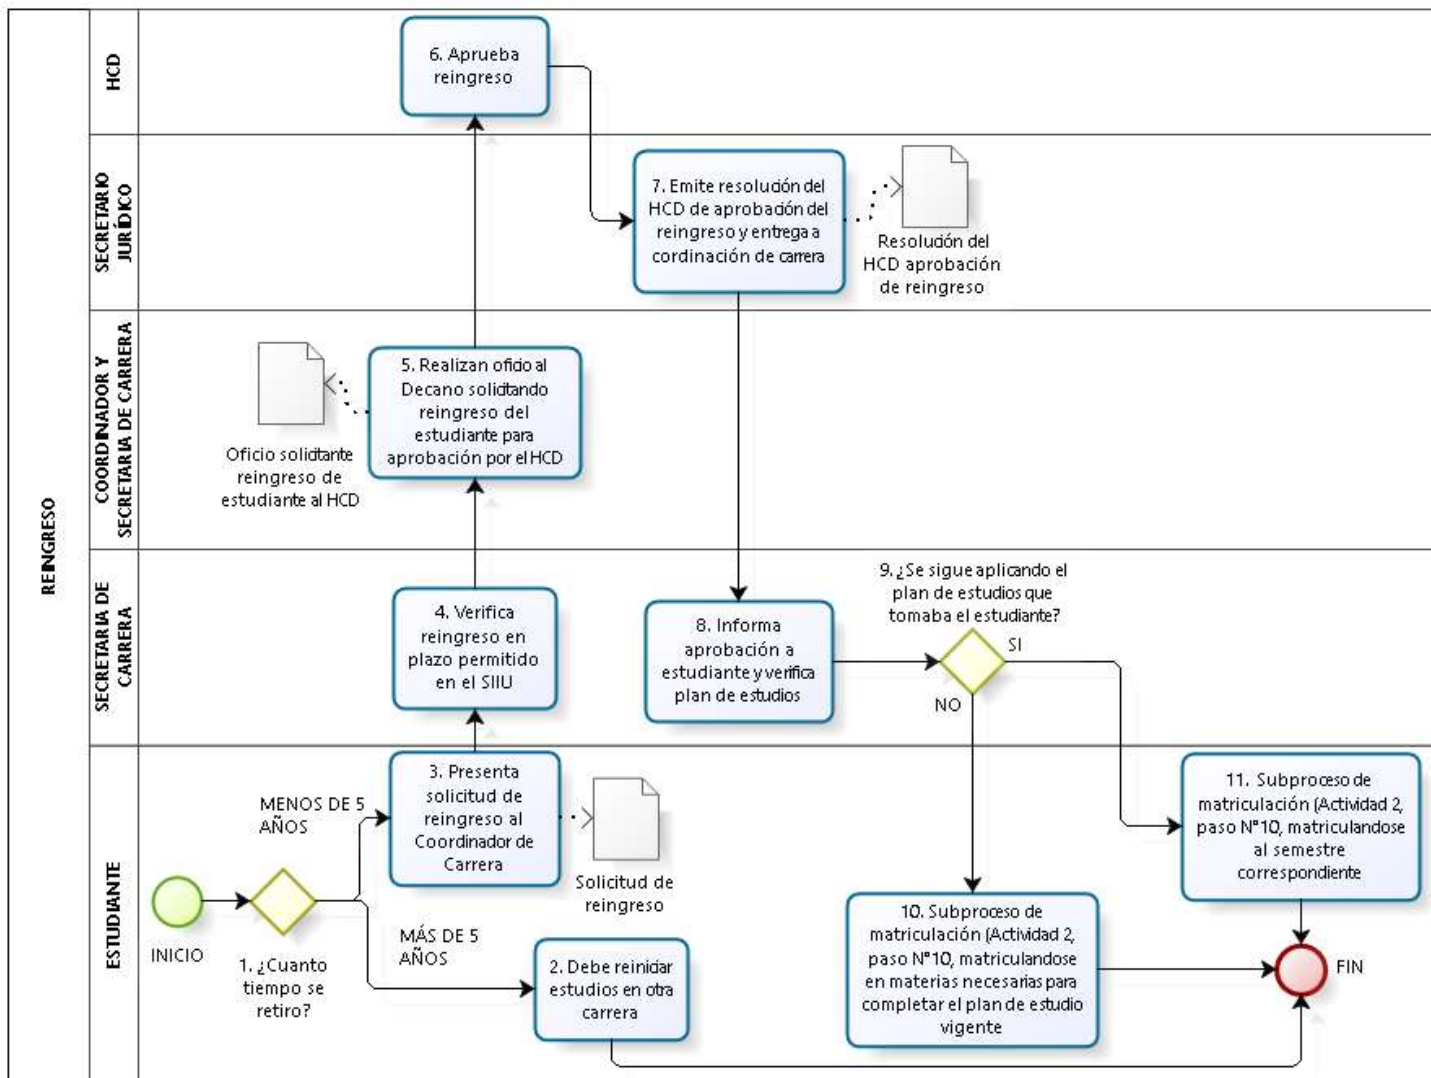 REINGRESO
HCD
6. Aprueba
reingreso
SECRETARIO
JURÍDICO
7. Emite resolución del
HCD de aprobación del
reingreso y entrega a
cordinación de carrera
Resolución del
HCD aprobación
de reingreso
COORDINADOR Y
SECRETARIA DE CARRERA
5. Realizan oficio al
Decano solicitando
reingreso del
estudiante para
aprobación por el HCD
Oficio solicitante
reingreso de
estudiante al HCD
SECRETARIA DE
CARRERA
4. Verifica
reingreso en
plazo permitido
en el SIIU
8. Informa
aprobación a
estudiante y verifica
plan de estudios
9. ¿Se sigue aplicando el
plan de estudios que
tomaba el estudiante?
SI
NO
ESTUDIANTE
INICIO
1. ¿Cuanto
tiempo se
retiro?
MENOS DE 5
AÑOS
3. Presenta
solicitud de
reingreso al
Coordinador de
Carrera
Solicitud de
reingreso
MÁS DE 5
AÑOS
2. Debe reiniciar
estudios en otra
carrera
10. Subproceso de
matriculación (Actividad 2,
paso N°10, matriculandose
en materias necesarias para
completar el plan de estudio
vigente
11. Subproceso de
matriculación (Actividad 2,
paso N°10, matriculandose
al semestre
correspondiente
FIN